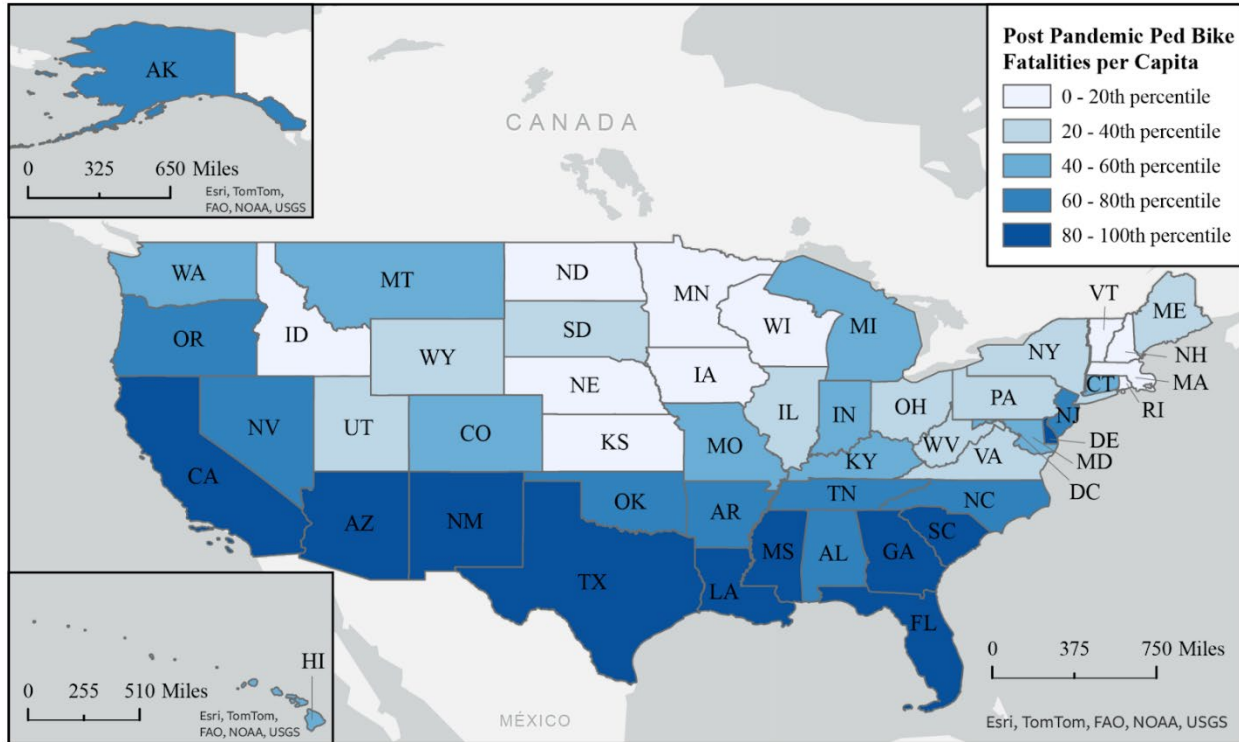 AK
0 325 650 Miles
Esri, TomTom,
FAO, NOAA, USGS
CANADA
Post Pandemic Ped Bike
Fatalities per Capita
0 - 20th percentile
20 - 40th percentile
40 - 60th percentile
60 - 80th percentile
80 - 100th percentile
WA
MT
ND
MN
VT
ME
OR
ID
WY
SD
WI
MI
NY
NH
MA
RI
CT
NV
UT
CO
NE
IA
IL
IN
OH
PA
NJ
DE
MD
DC
CA
KS
MO
KY
WV
VA
AZ
NM
OK
AR
TN
NC
TX
LA
MS
AL
GA
SC
FL
HI
0 255 510 Miles
Esri, TomTom,
FAO, NOAA, USGS
MÉXICO
0 375 750 Miles
Esri, TomTom, FAO, NOAA, USGS